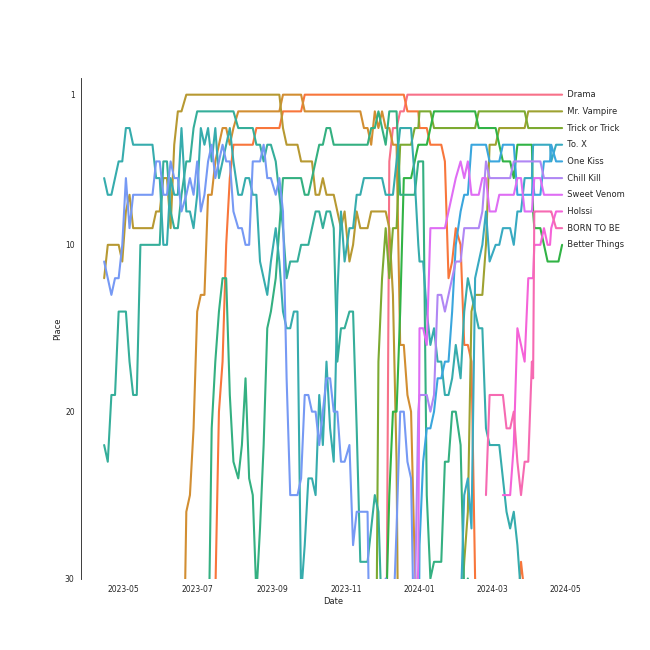 1
10
20
30
Place
2023-05
2023-07
2023-09
2023-11
2024-01
2024-03
2024-05
Date
Drama
Mr. Vampire
Trick or Trick
To. X
One Kiss
Chill Kill
Sweet Venom
Holssi
BORN TO BE
Better Things